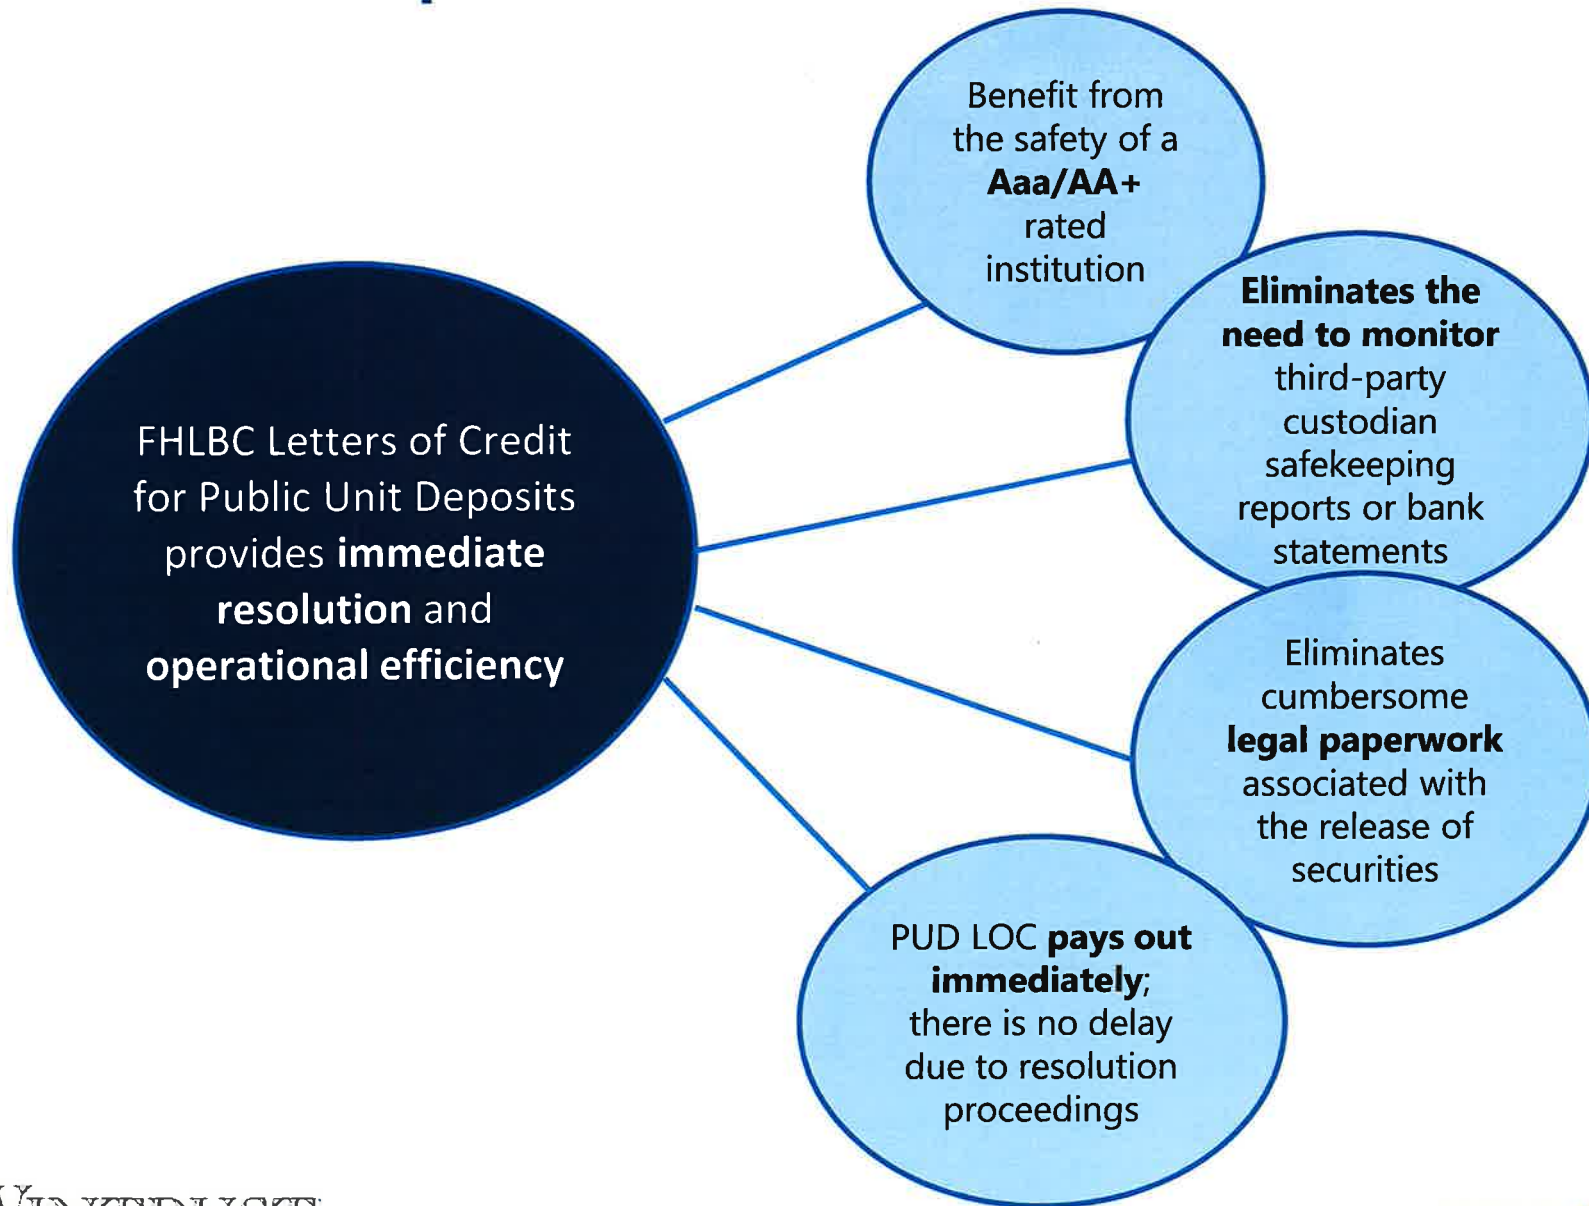 FHLBC Letters of Credit
for Public Unit Deposits
provides immediate
resolution and
operational efficiency
Benefit from
the safety of a
Aaa/AA+
rated
institution
Eliminates the
need to monitor
third-party
custodian
safekeeping
reports or bank
statements
Eliminates
cumbersome
legal paperwork
associated with
the release of
securities
PUD LOC pays out
immediately;
there is no delay
due to resolution
proceedings